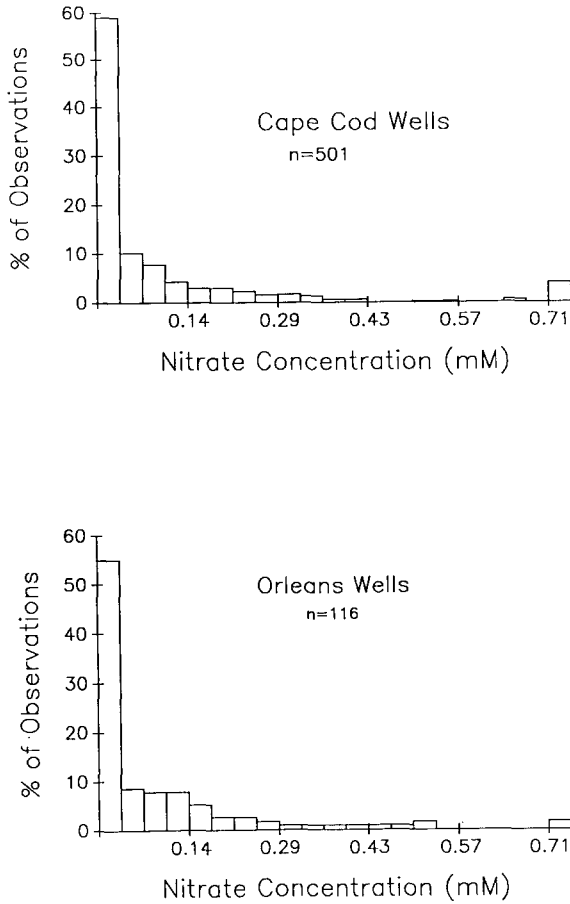 60
50
40
30
20
10
0
% of Observations
Cape Cod Wells
n=501
0.14 0.29 0.43 0.57 0.71
Nitrate Concentration (mM)
60
50
40
30
20
10
0
% of Observations
Orleans Wells
n=116
0.14 0.29 0.43 0.57 0.71
Nitrate Concentration (mM)